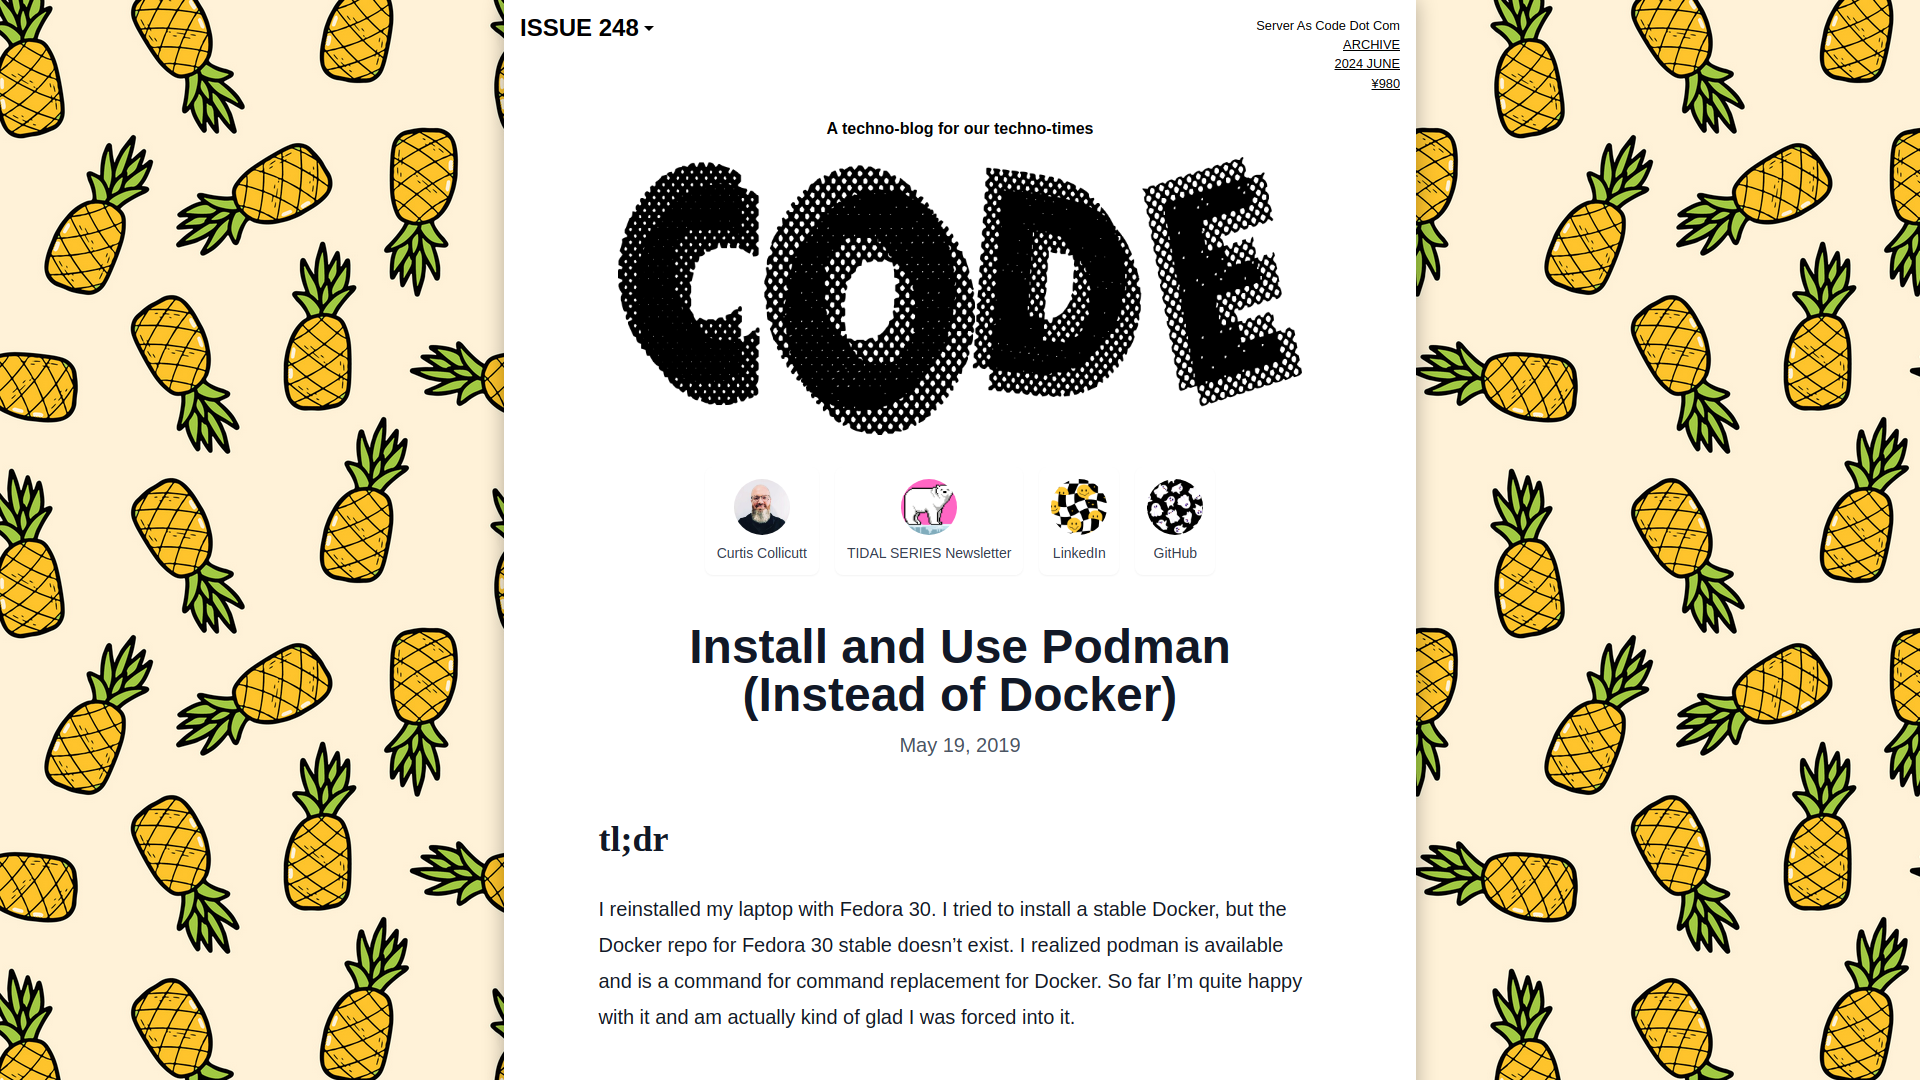 ISSUE 248
Server As Code Dot Com
ARCHIVE
2024 JUNE
¥980
A techno-blog for our techno-times
CODE
Curtis Collicutt
TIDAL SERIES Newsletter
LinkedIn
GitHub
Install and Use Podman
(Instead of Docker)
May 19, 2019
tl;dr
I reinstalled my laptop with Fedora 30. I tried to install a stable Docker, but the
Docker repo for Fedora 30 stable doesn’t exist. I realized podman is available
and is a command for command replacement for Docker. So far I’m quite happy
with it and am actually kind of glad I was forced into it.